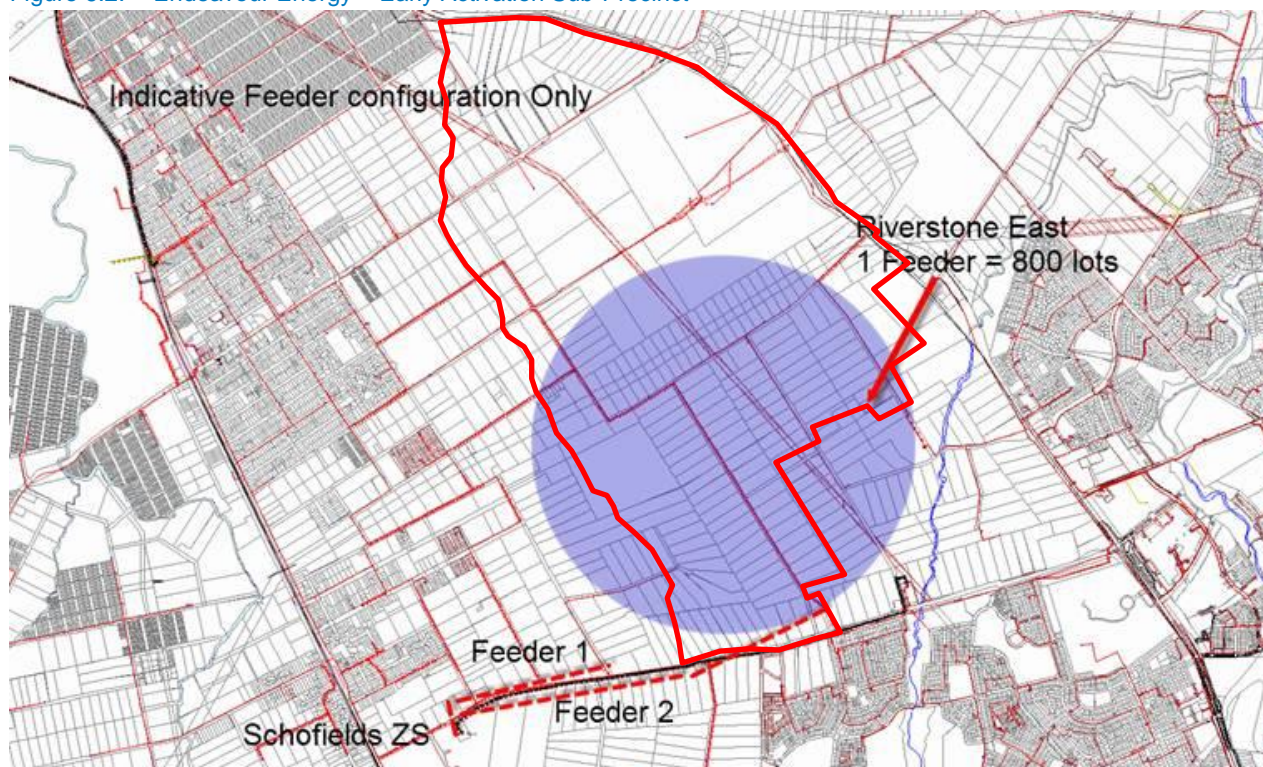 Indicative Feeder configuration Only
Riverstone East
1 Feeder = 800 lots
Feeder 1
Feeder 2
Schofields ZS